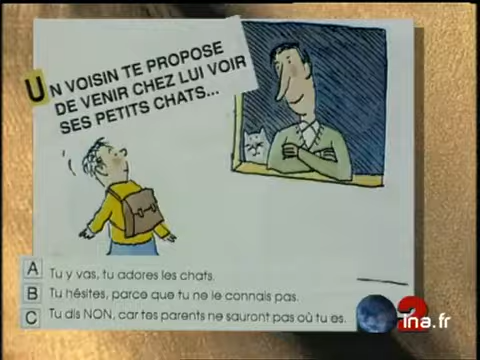 UN VOISIN TE PROPOSE
DE VENIR CHEZ LUI VOIR
SES PETITS CHATS...
A Tu y vas, tu adores les chats.
B Tu hésites, parce que tu ne le connais pas.
C Tu dis NON, car tes parents ne sauront pas où tu es.
2
ina.fr